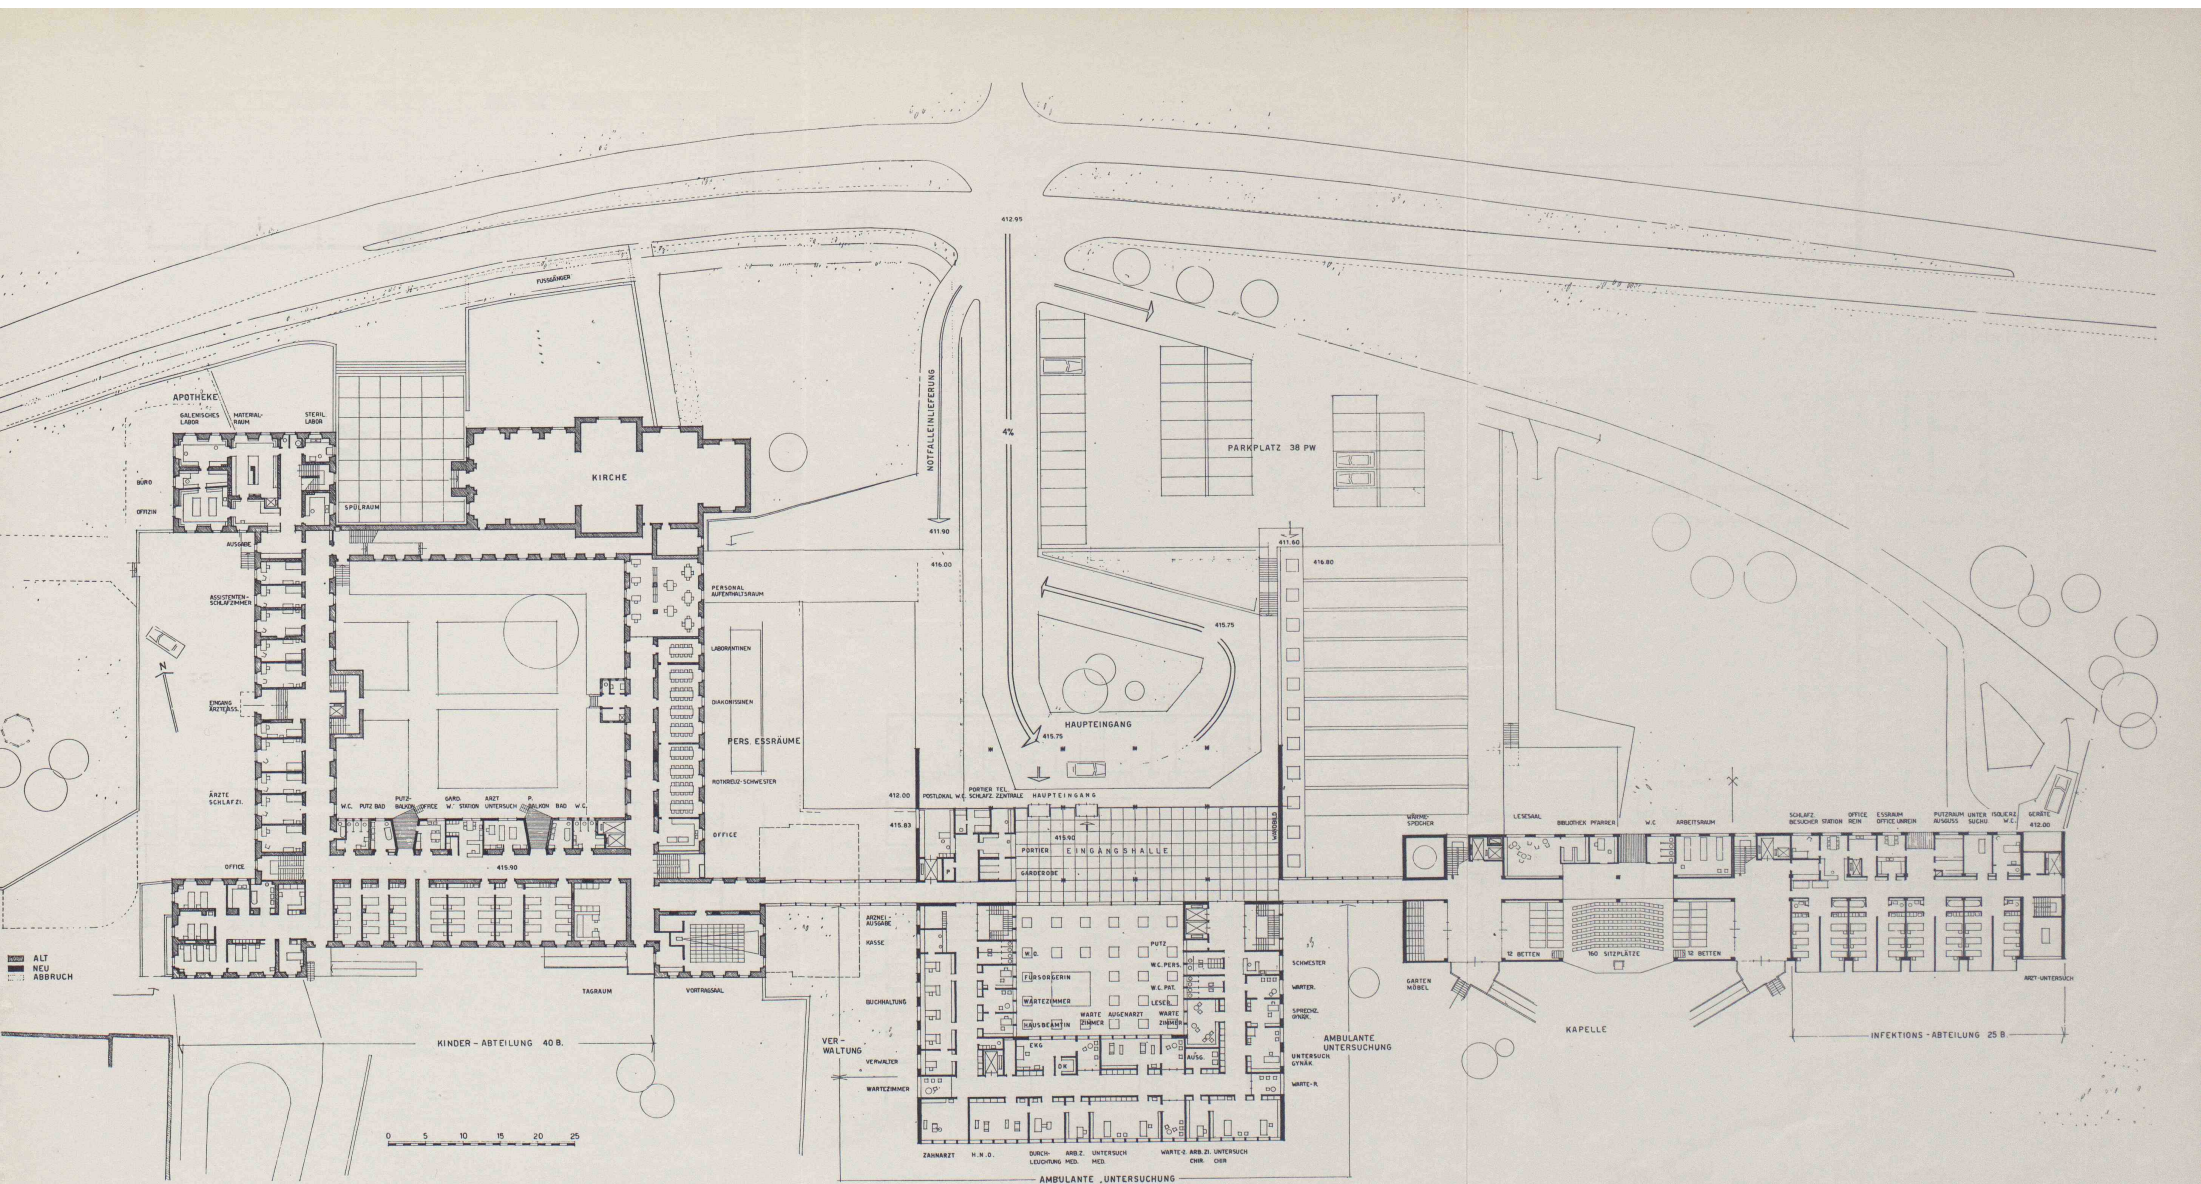 412.95
FUSSGÄNGER
NOTFALLEINLIEFERUNG
4%
PARKPLATZ 38 PW
APOTHEKE
GALENISCHES
LABOR
MATERIAL-
RAUM
STERIL
LABOR
BÜRO
OFFIZIN
SPÜLRAUM
KIRCHE
AUSGABE
411.90
416.00
411.60
416.80
ASSISTENTEN-
SCHLAFZIMMER
PERSONAL
AUFENTHALTSRAUM
415.75
N
LABORANTINEN
EINGANG
DIAKONISSINEN
HAUPTEINGANG
PERS. ESSRÄUME
415.75
ROTKREUZ-SCHWESTER
ÄRZTE
SCHLAFZI.
W.C. PUTZ BAD
PUTZ-
BALKON OFFICE
GARD.
W. STATION
ARZT
UNTERSUCH
P.
BALKON BAD W.C.
OFFICE
412.00
POSTLOKAL W.C. SCHLAFZ. ZENTRALE
PORTIER TEL.
HAUPTEINGANG
415.83
415.90
PORTIER
EINGANGSHALLE
GARDEROBE
WANDBILD
P
WÄRME-
SPEICHER
LESESAAL
BIBLIOTHEK PFARRER
W.C
ARBEITSRAUM
SCHLAFZ.
BESUCHER STATION
OFFICE
REIN
ESSRAUM
OFFICE UNREIN
PUTZRAUM
AUSGUSS
UNTER
SUCHU
ISOLIERZ.
W.C.
GERÄTE
412.00
OFFICE
415.90
ALT
NEU
ABBRUCH
TAGRAUM
VORTRAGSAAL
KINDER - ABTEILUNG 40 B.
0 5 10 15 20 25
ARZNEI-
AUSGABE
KASSE
BUCHHALTUNG
VER-
WALTUNG
VERWALTER
WARTEZIMMER
W.C.
FÜRSORGERIN
WARTEZIMMER
HAUSBEAMTIN
WARTE
ZIMMER
AUGENARZT
WARTE
ZIMMER
PUTZ
W.C. PERS.
W.C. PAT.
LESER.
EKG
DK
AUSG.
SCHWESTER
WARTER.
SPRECHZ.
GYNÄK.
AMBULANTE
UNTERSUCHUNG
UNTERSUCH.
GYNÄK.
WARTE-R.
ZAHNARZT
H.N.O.
DURCH-
LEUCHTUNG
ARB.Z.
MED.
UNTERSUCH
MED.
WARTE-Z.
ARB. ZI.
CHIR.
UNTERSUCH
CHIR
AMBULANTE UNTERSUCHUNG
12 BETTEN
160 SITZPLÄTZE
12 BETTEN
GARTEN
MÖBEL
KAPELLE
ARZT-UNTERSUCH
INFEKTIONS - ABTEILUNG 25 B.